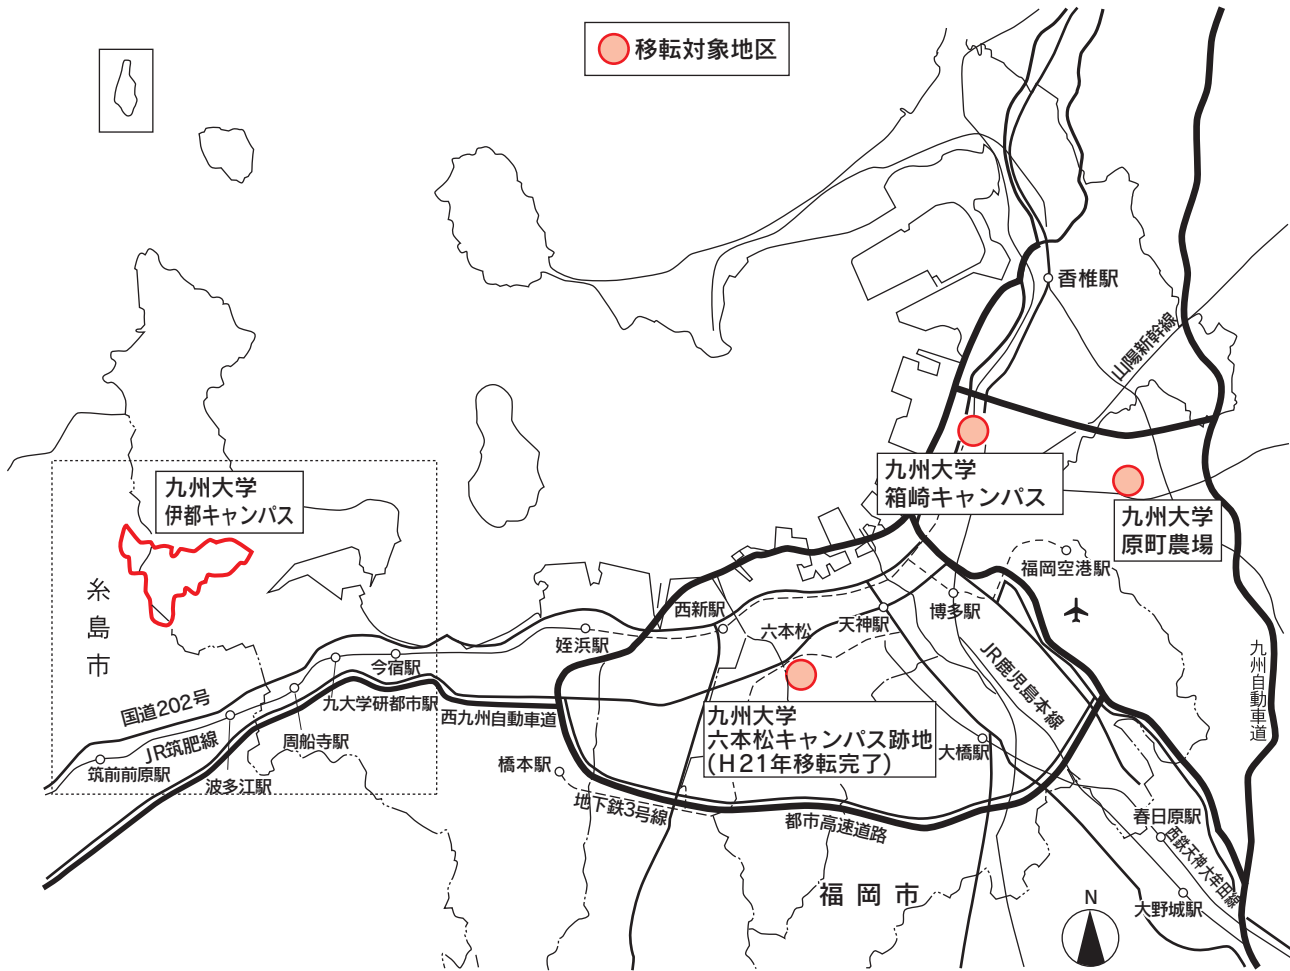 移転対象地区
香椎駅
山陽新幹線
九州大学
箱崎キャンパス
九州大学
伊都キャンパス
九州大学
原町農場
福岡空港駅
糸島市
西新駅
六本松
天神駅
博多駅
姪浜駅
今宿駅
九大学研都市駅
国道202号
西九州自動車道
JR鹿児島本線
九州自動車道
JR筑肥線
周船寺駅
筑前前原駅
波多江駅
九州大学
六本松キャンパス跡地
(H21年移転完了)
大橋駅
橋本駅
地下鉄3号線
都市高速道路
春日原駅
西鉄天神大牟田線
福岡市
大野城駅
N